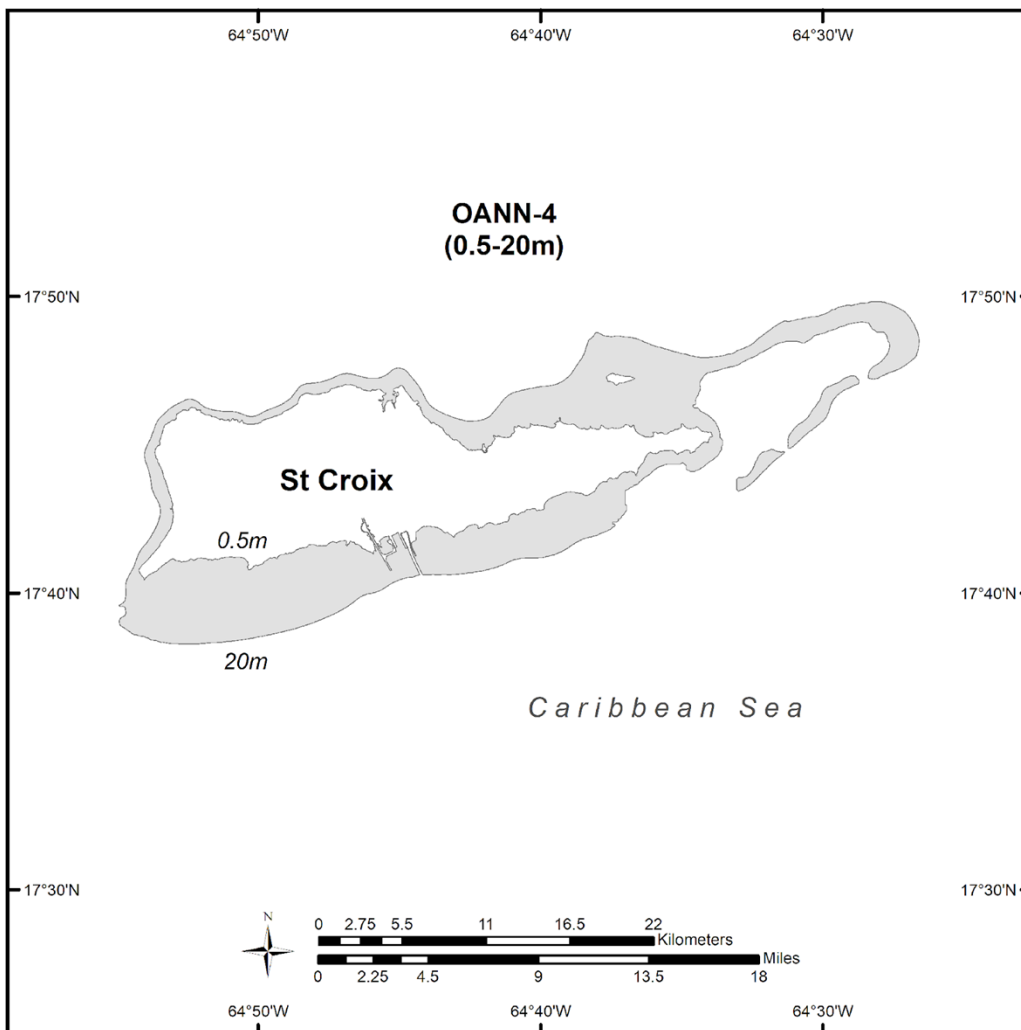 64°50'W 64°40'W 64°30'W
OANN-4
(0.5-20m)
17°50'N 17°50'N
St Croix
0.5m
17°40'N 17°40'N
20m
Caribbean Sea
17°30'N 17°30'N
N
0 2.75 5.5 11 16.5 22
Kilometers
Miles
0 2.25 4.5 9 13.5 18
64°50'W 64°40'W 64°30'W